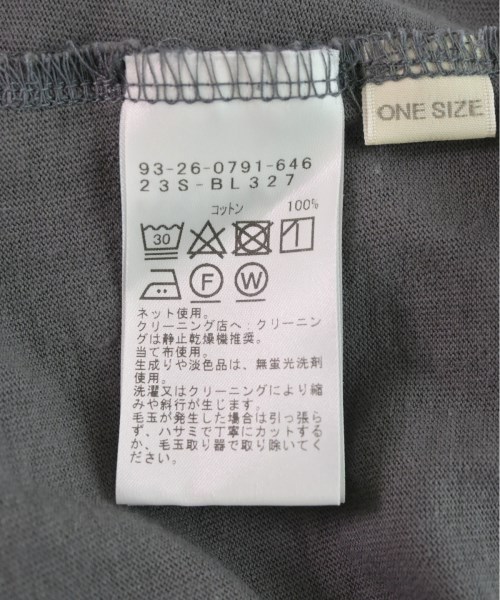 ONE SIZE
93-26-0791-646
23S-BL327
コットン 100%
30
F W
ネット使用。
クリーニング店へ：クリーニン
グは静止乾燥機推奨。
当て布使用。
生成りや淡色品は、無蛍光洗剤
使用。
洗濯又はクリーニングにより縮
みや斜行が生じます。
毛玉が発生した場合は引っ張ら
ず、ハサミで丁寧にカットする
か、毛玉取り器で取り除いてく
ださい。